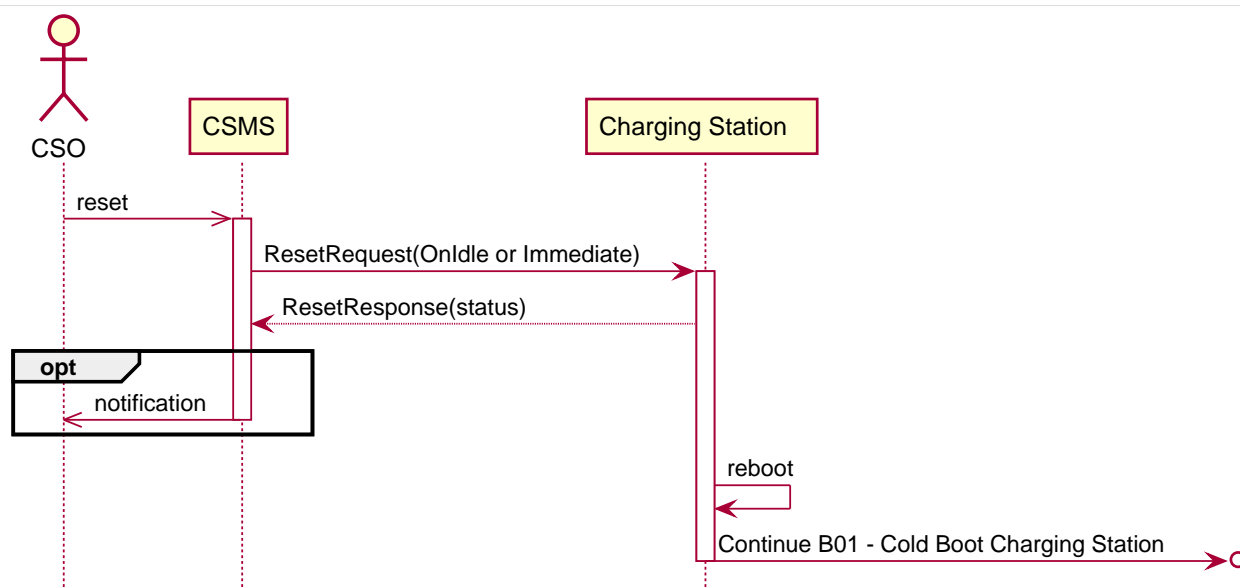 CSO
CSMS
Charging Station
reset
ResetRequest(OnIdle or Immediate)
ResetResponse(status)
opt
notification
reboot
Continue B01 - Cold Boot Charging Station